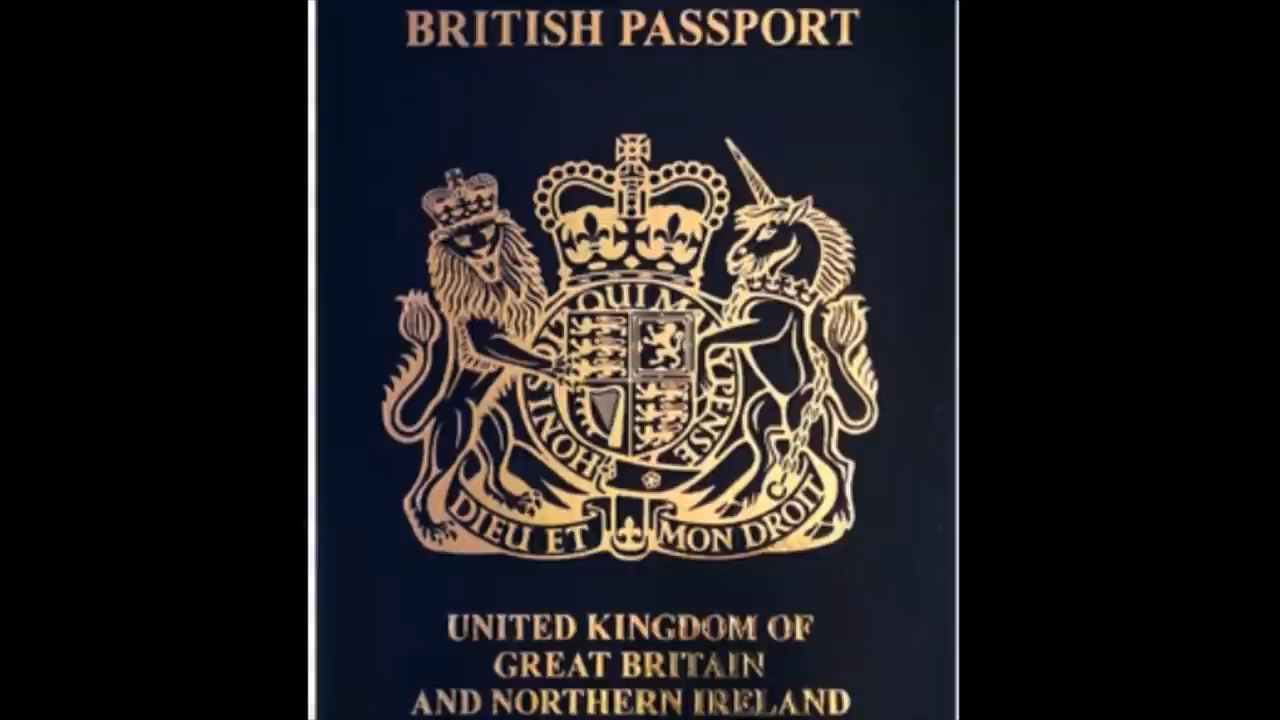 BRITISH PASSPORT
HONI SOIT QUI MAL Y PENSE
DIEU ET MON DROIT
UNITED KINGDOM OF
GREAT BRITAIN
AND NORTHERN IRELAND